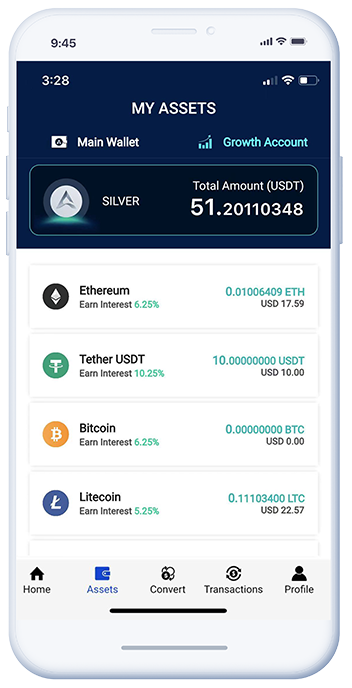 9:45
3:28
MY ASSETS
Main Wallet
Growth Account
SILVER
Total Amount (USDT)
51.20110348
Ethereum
0.01006409 ETH
Earn Interest 6.25%
USD 17.59
Tether USDT
10.00000000 USDT
Earn Interest 10.25%
USD 10.00
Bitcoin
0.00000000 BTC
Earn Interest 6.25%
USD 0.00
Litecoin
0.11103400 LTC
Earn Interest 5.25%
USD 22.57
Home Assets Convert Transactions Profile